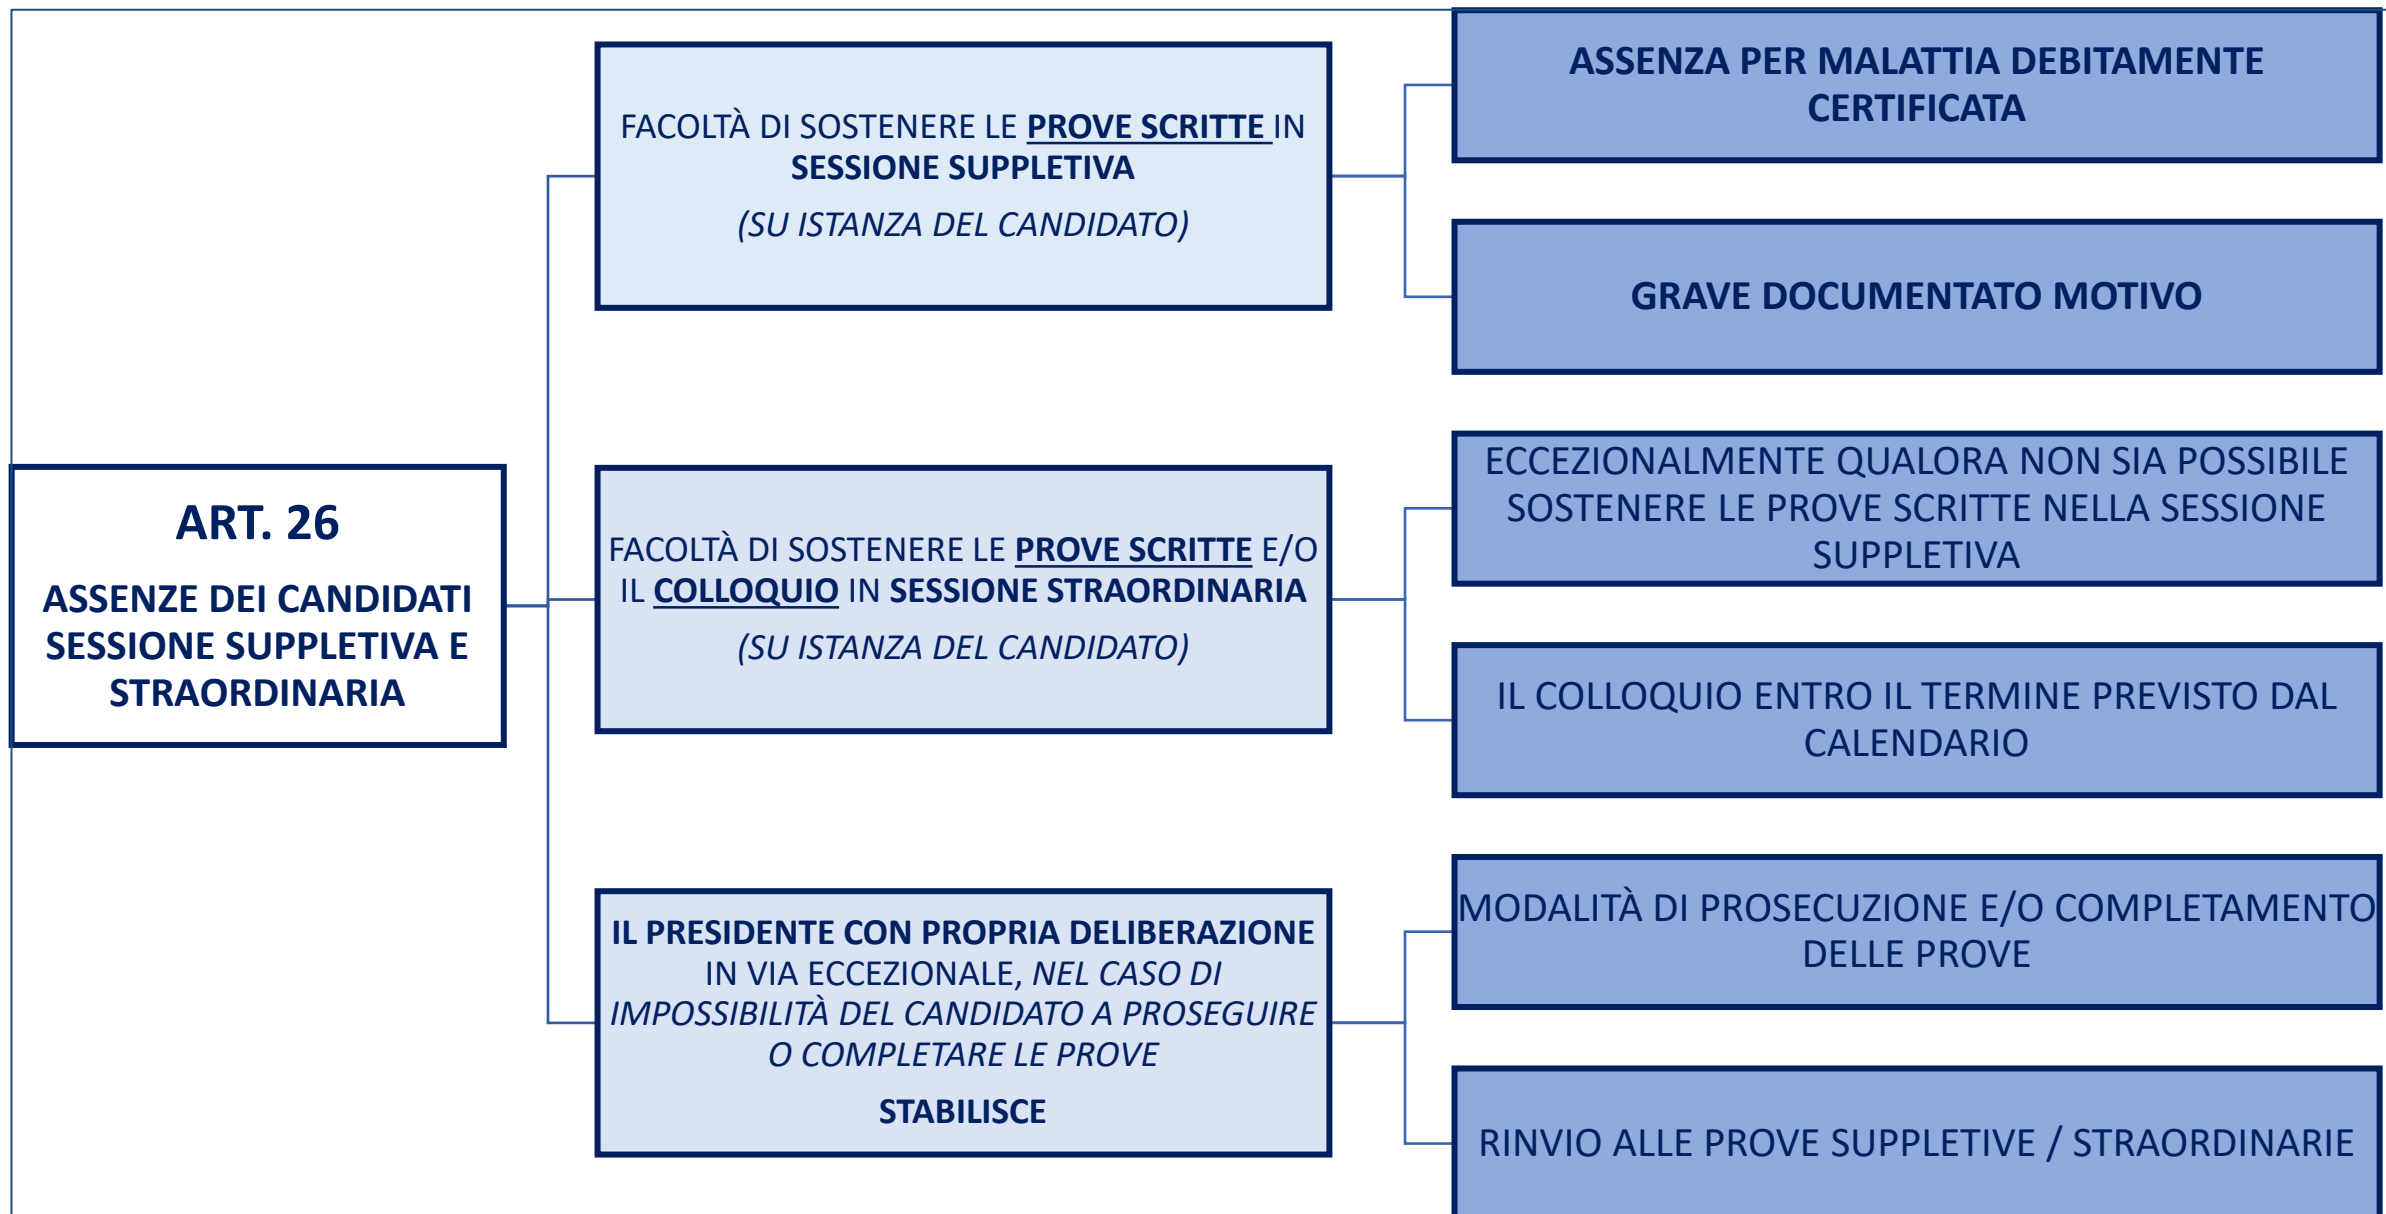 ART. 26
ASSENZE DEI CANDIDATI
SESSIONE SUPPLETIVA E
STRAORDINARIA
FACOLTÀ DI SOSTENERE LE PROVE SCRITTE IN
SESSIONE SUPPLETIVA
(SU ISTANZA DEL CANDIDATO)
ASSENZA PER MALATTIA DEBITAMENTE
CERTIFICATA
GRAVE DOCUMENTATO MOTIVO
FACOLTÀ DI SOSTENERE LE PROVE SCRITTE E/O
IL COLLOQUIO IN SESSIONE STRAORDINARIA
(SU ISTANZA DEL CANDIDATO)
ECCEZIONALMENTE QUALORA NON SIA POSSIBILE
SOSTENERE LE PROVE SCRITTE NELLA SESSIONE
SUPPLETIVA
IL COLLOQUIO ENTRO IL TERMINE PREVISTO DAL
CALENDARIO
IL PRESIDENTE CON PROPRIA DELIBERAZIONE
IN VIA ECCEZIONALE, NEL CASO DI
IMPOSSIBILITÀ DEL CANDIDATO A PROSEGUIRE
O COMPLETARE LE PROVE
STABILISCE
MODALITÀ DI PROSECUZIONE E/O COMPLETAMENTO
DELLE PROVE
RINVIO ALLE PROVE SUPPLETIVE / STRAORDINARIE